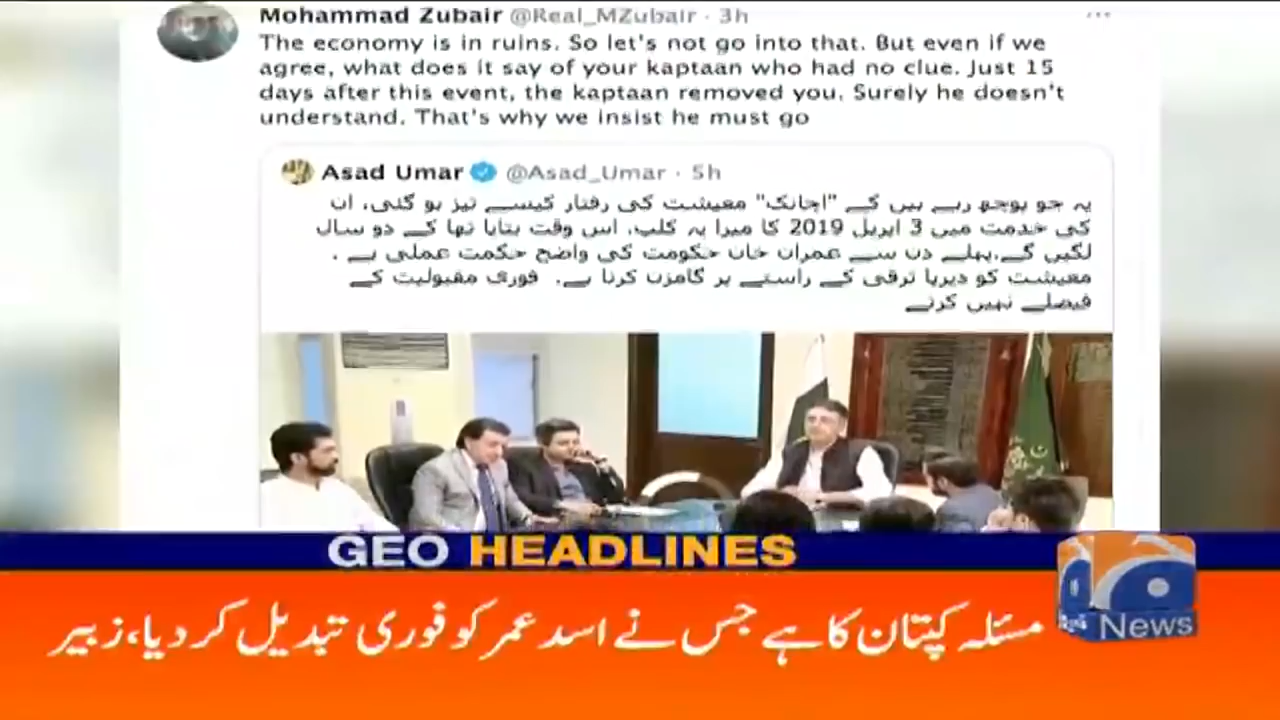 Mohammad Zubair @Real_MZubair · 3h
The economy is in ruins. So let's not go into that. But even if we
agree, what does it say of your kaptaan who had no clue. Just 15
days after this event, the kaptaan removed you. Surely he doesn't
understand. That's why we insist he must go
Asad Umar @Asad_Umar · 5h
یہ جو پوچھ رہے ہیں کے "اچانک" معیشت کی رفتار کیسے تیز ہو گئی، ان
کی خدمت میں 3 اپریل 2019 کا میرا یہ کلپ. اس وقت بتایا تھا کے دو سال
لگیں گے.پہلے دن سے عمران خان حکومت کی واضح حکمت عملی ہے .
معیشت کو دیرپا ترقی کے راستے پر گامزن کرنا ہے. فوری مقبولیت کے
فیصلے نہیں کرنے
GEO HEADLINES
مسئلہ کپتان کا ہے جس نے اسد عمر کو فوری تبدیل کر دیا، زبیر
News